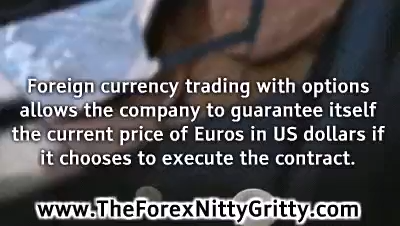 Foreign currency trading with options
allows the company to guarantee itself
the current price of Euros in US dollars if
it chooses to execute the contract.
www.TheForexNittyGritty.com